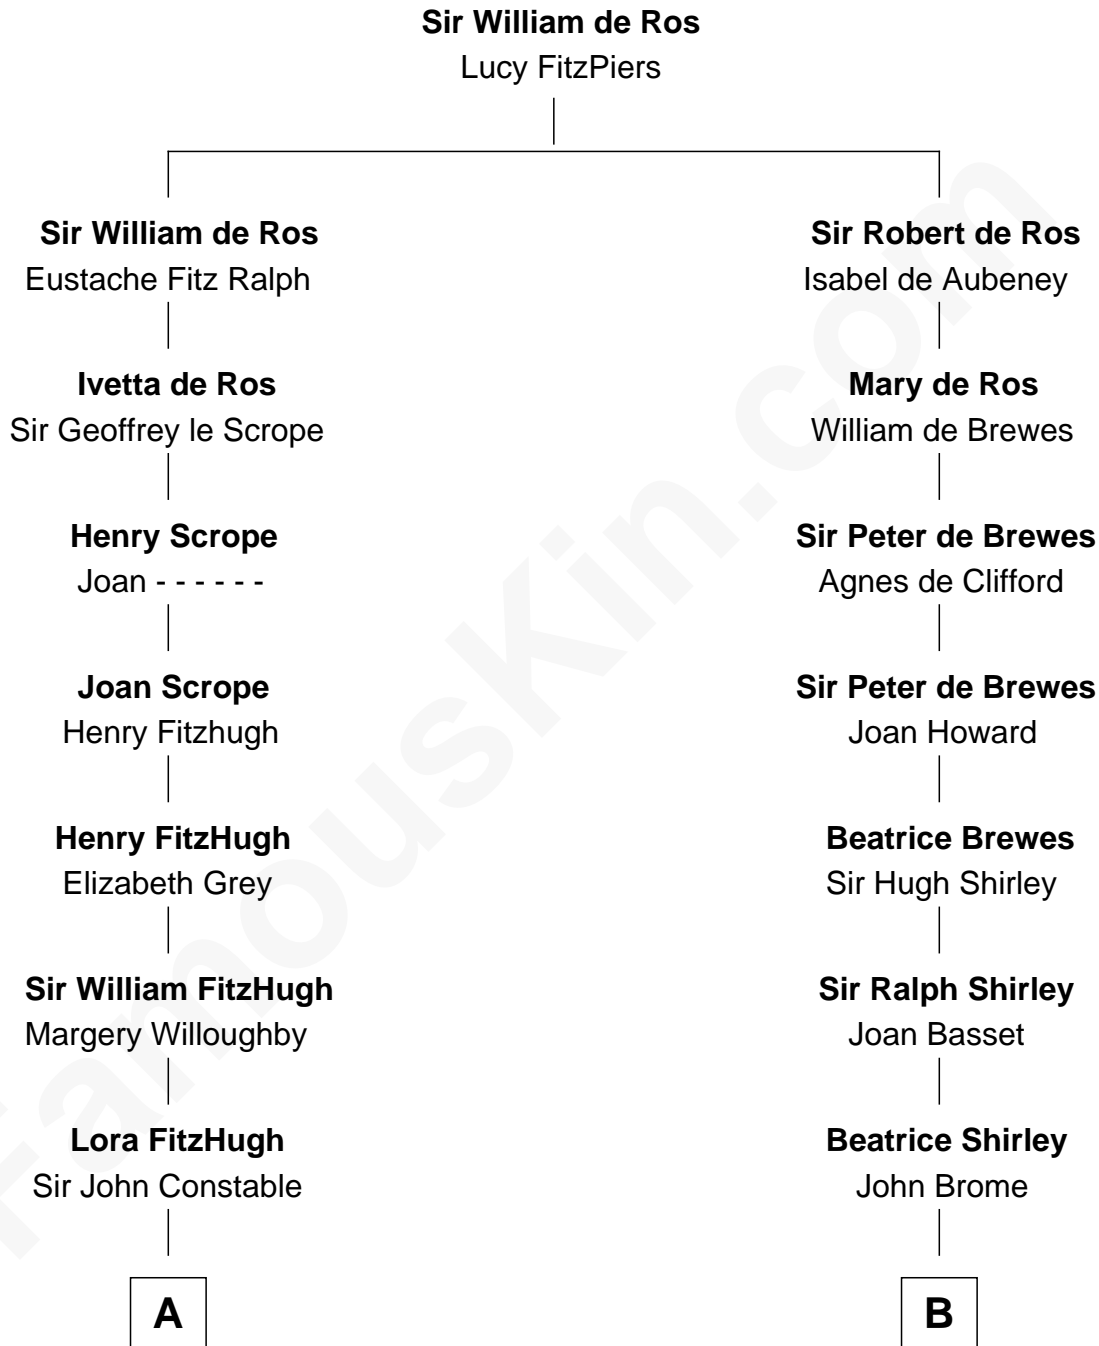 Sir William de Ros
Lucy FitzPiers
Sir William de Ros
Eustache Fitz Ralph
Sir Robert de Ros
Isabel de Aubeney
Ivetta de Ros
Sir Geoffrey le Scrope
Mary de Ros
William de Brewes
Henry Scrope
Joan - - - - - -
Sir Peter de Brewes
Agnes de Clifford
Joan Scrope
Henry Fitzhugh
Sir Peter de Brewes
Joan Howard
Henry FitzHugh
Elizabeth Grey
Beatrice Brewes
Sir Hugh Shirley
Sir William FitzHugh
Margery Willoughby
Sir Ralph Shirley
Joan Basset
Lora FitzHugh
Sir John Constable
Beatrice Shirley
John Brome
A
B
FamousKin.com